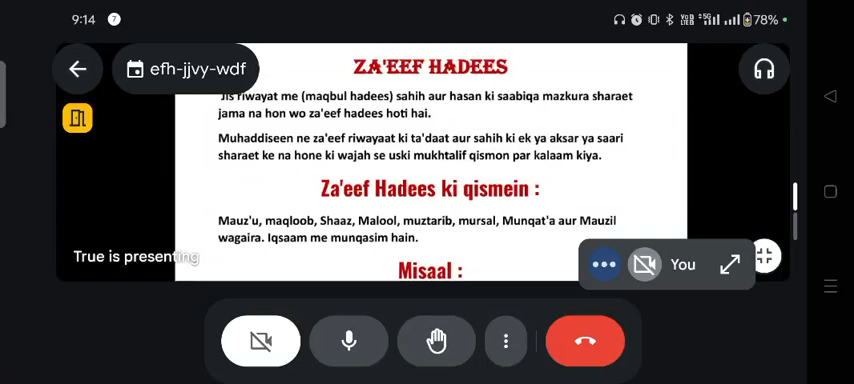 9:14 7 VoD LTE 5G 78%
efh-jjvy-wdf
ZA'EEF HADEES
Jis riwayat me (maqbul hadees) sahih aur hasan ki saabiqa mazkura sharaet
jama na hon wo za'eef hadees hoti hai.
Muhaddiseen ne za'eef riwayaat ki ta'daat aur sahih ki ek ya aksar ya saari
sharaet ke na hone ki wajah se uski mukhtalif qismon par kalaam kiya.
Za'eef Hadees ki qismein :
Mauz'u, maqloob, Shaaz, Malool, muztarib, mursal, Munqat'a aur Mauzil
wagaira. Iqsaam me munqasim hain.
True is presenting
You
Misaal :